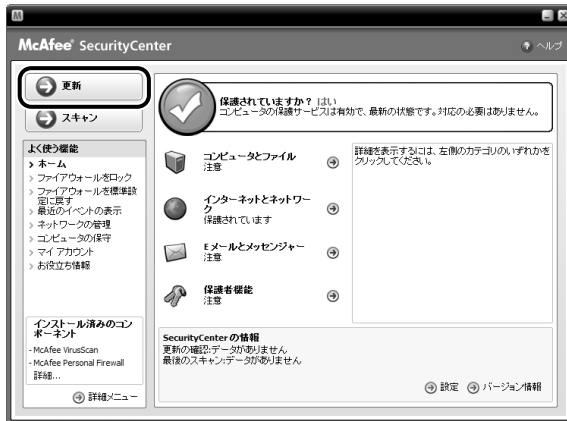 M
McAfee® SecurityCenter
? ヘルプ
更新
スキャン
よく使う機能
> ホーム
> ファイアウォールをロック
> ファイアウォールを標準設
定に戻す
> 最近のイベントの表示
> ネットワークの管理
> コンピュータの保守
> マイ アカウント
> お役立ち情報
インストール済みのコン
ポーネント
- McAfee VirusScan
- McAfee Personal Firewall
詳細...
詳細メニュー
保護されていますか? はい
コンピュータの保護サービスは有効で、最新の状態です。対応の必要はありません。
コンピュータとファイル
注意
インターネットとネットワー
ク
保護されています
E メールとメッセンジャー
注意
保護者機能
注意
詳細を表示するには、左側のカテゴリのいずれかを
クリックしてください。
SecurityCenter の情報
更新の確認:データがありません
最後のスキャン:データがありません
設定
バージョン情報